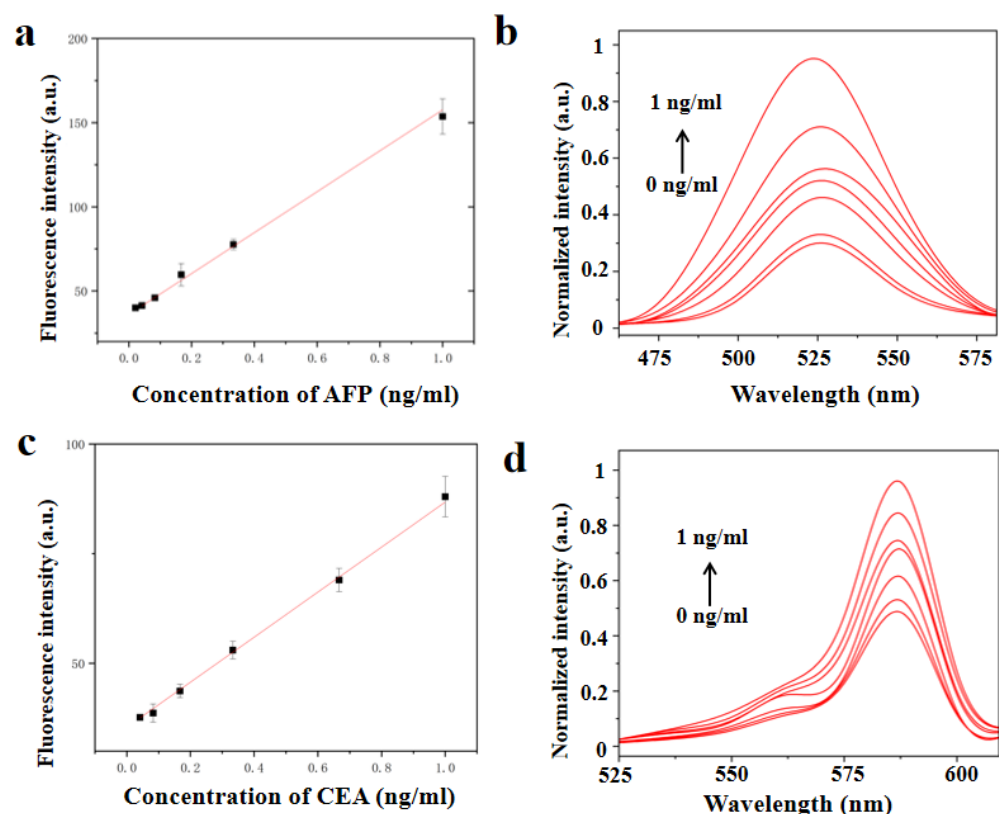 a
200
150
100
50
0.0 0.2 0.4 0.6 0.8 1.0
Fluorescence intensity (a.u.)
Concentration of AFP (ng/ml)
b
1
0.8
0.6
0.4
0.2
0
475 500 525 550 575
Normalized intensity (a.u.)
Wavelength (nm)
1 ng/ml
0 ng/ml
c
100
50
0.0 0.2 0.4 0.6 0.8 1.0
Fluorescence intensity (a.u.)
Concentration of CEA (ng/ml)
d
1
0.8
0.6
0.4
0.2
0
525 550 575 600
Normalized intensity (a.u.)
Wavelength (nm)
1 ng/ml
0 ng/ml